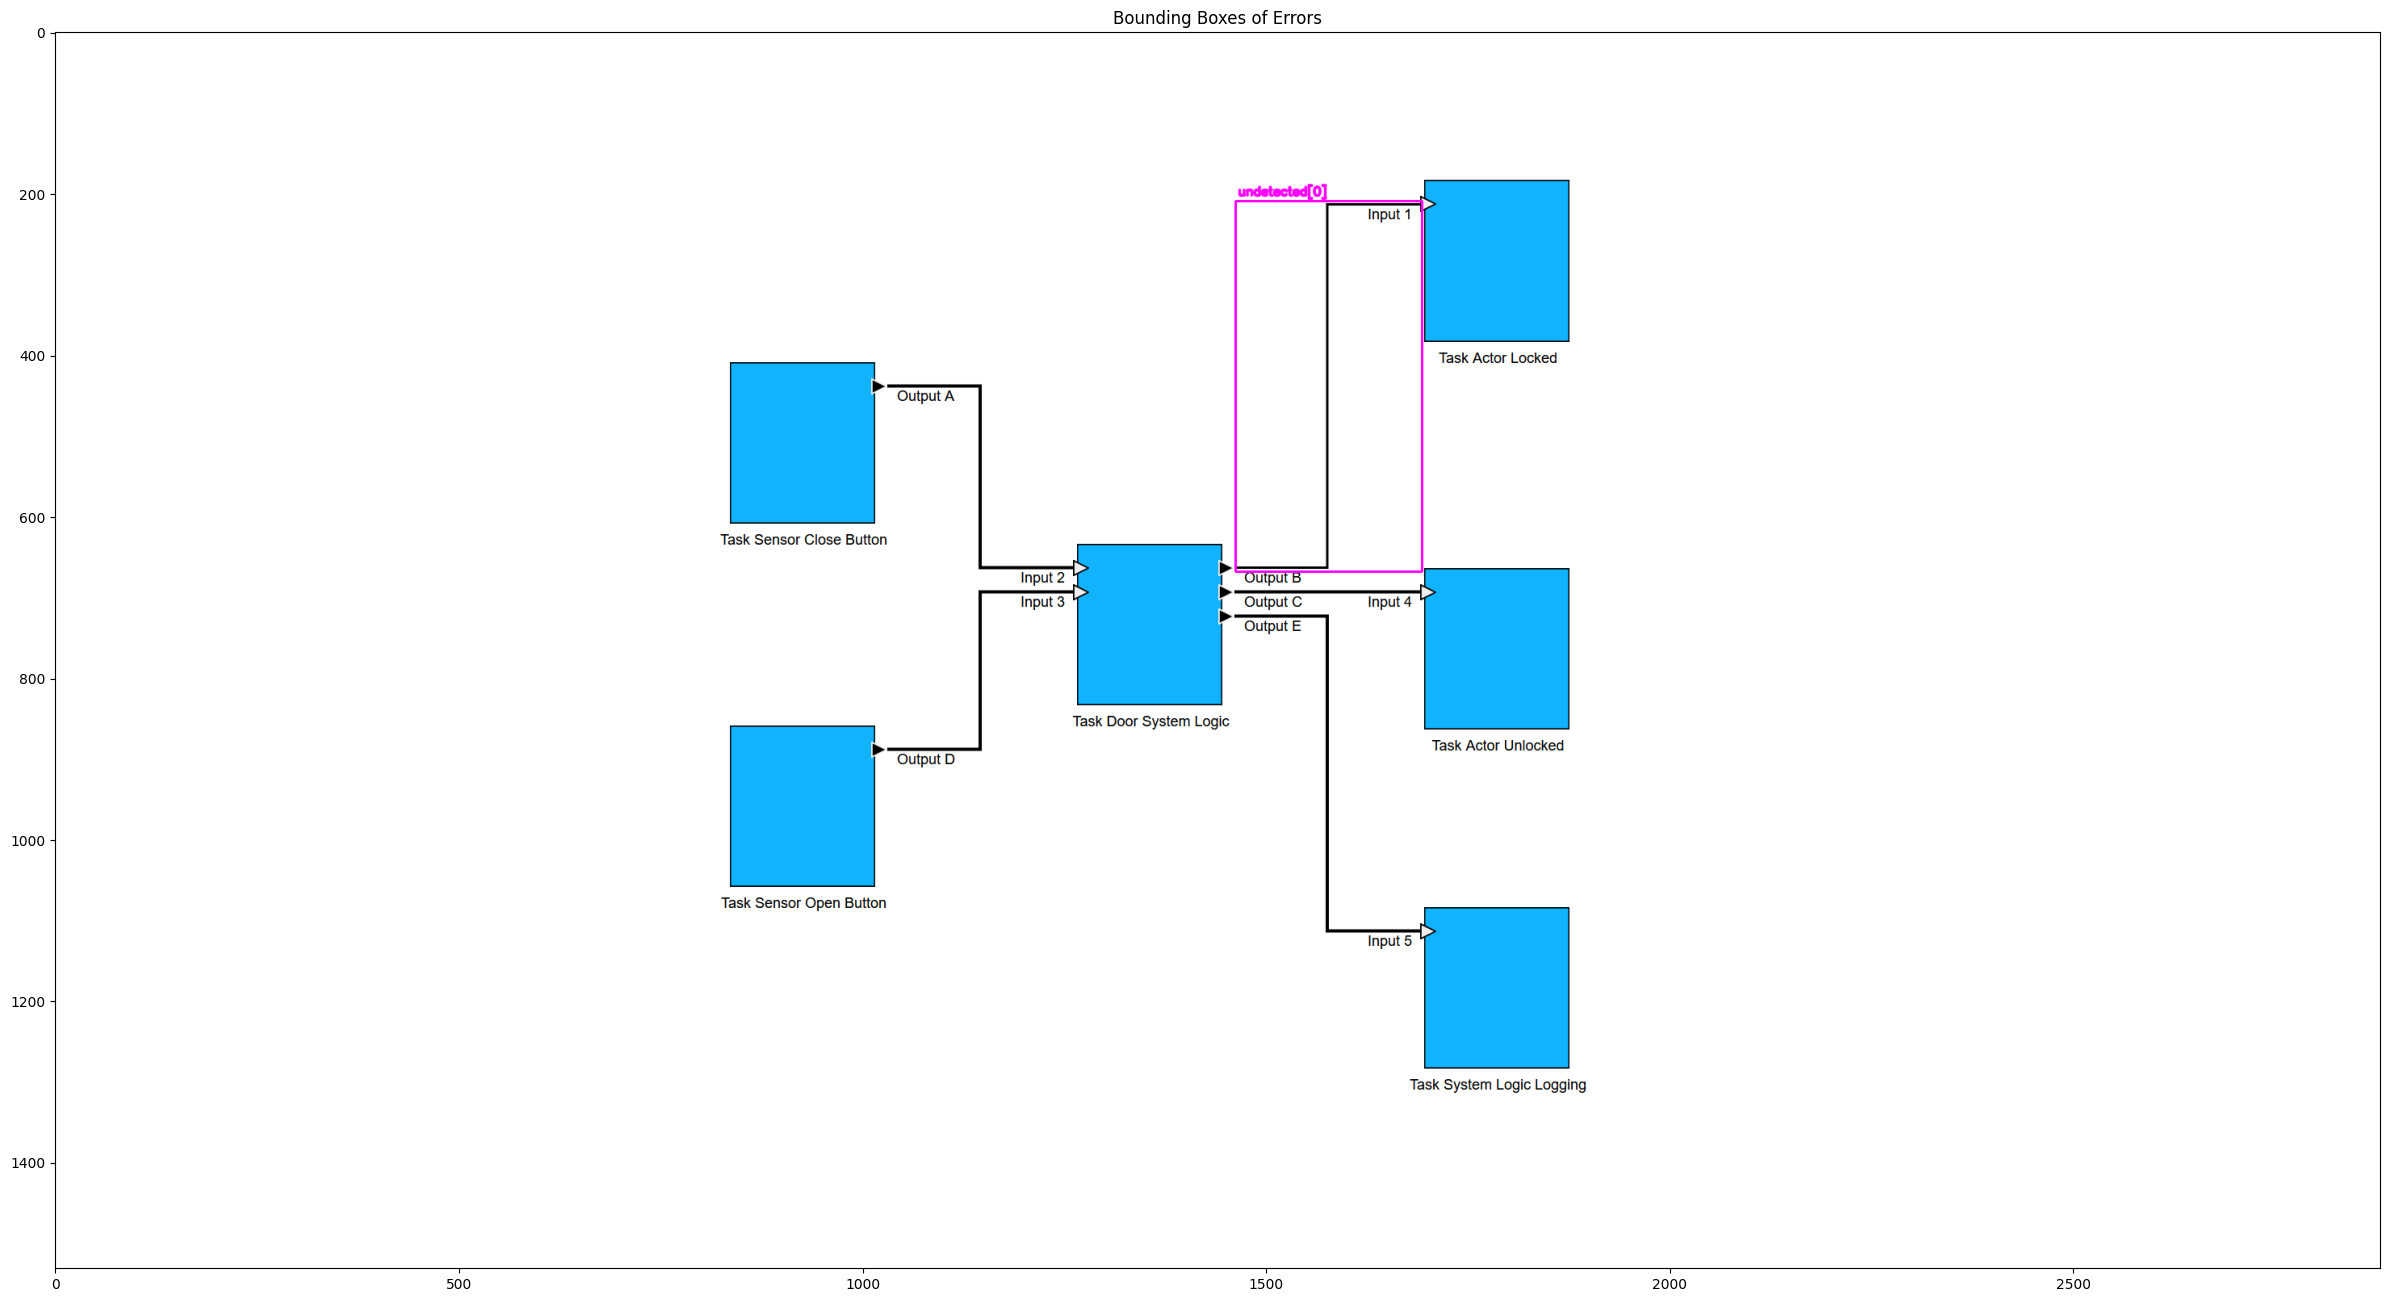 Bounding Boxes of Errors
0
200
400
600
800
1000
1200
1400
0
500
1000
1500
2000
2500
undetected[0]
Input 1
Task Actor Locked
Output A
Task Sensor Close Button
Input 2
Input 3
Output B
Output C
Output E
Input 4
Task Door System Logic
Task Actor Unlocked
Output D
Task Sensor Open Button
Input 5
Task System Logic Logging